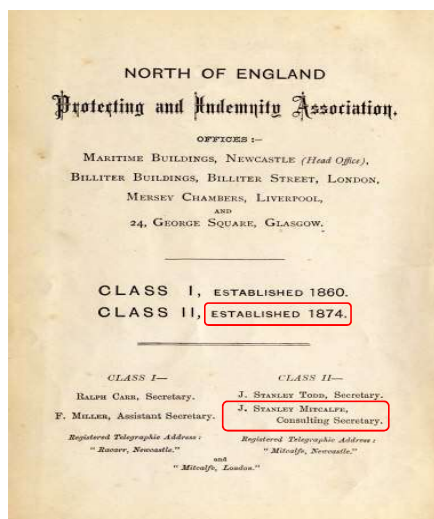 NORTH OF ENGLAND
Protecting and Indemnity Association.
OFFICES :—
MARITIME BUILDINGS, NEWCASTLE (Head Office),
BILLITER BUILDINGS, BILLITER STREET, LONDON,
MERSEY CHAMBERS, LIVERPOOL,
AND
24, GEORGE SQUARE, GLASGOW.
CLASS I, ESTABLISHED 1860.
CLASS II, ESTABLISHED 1874.
CLASS I—
RALPH CARR, Secretary.
F. MILLER, Assistant Secretary.
Registered Telegraphic Address :
" Racarr, Newcastle."
CLASS II—
J. STANLEY TODD, Secretary.
J. STANLEY MITCALFE,
Consulting Secretary.
Registered Telegraphic Address :
" Mitcalfe, Newcastle."
and
" Mitcalfe, London."